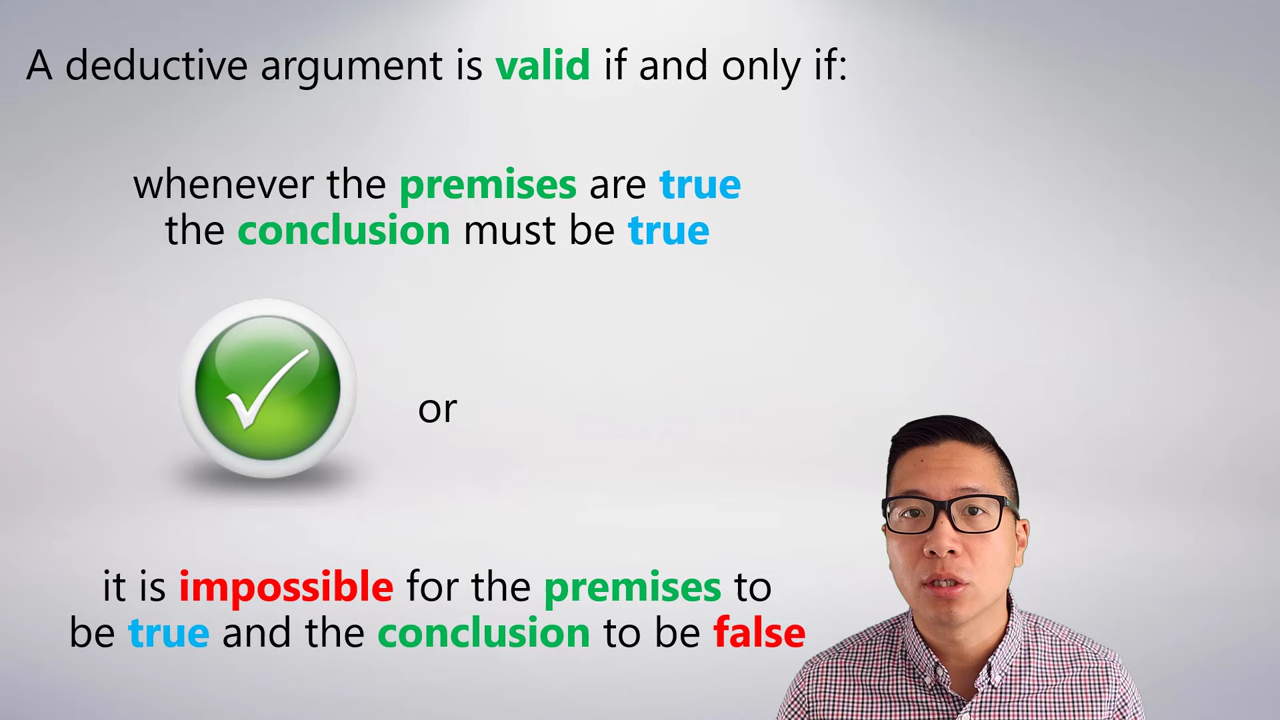 A deductive argument is valid if and only if:
whenever the premises are true
the conclusion must be true
or
it is impossible for the premises to
be true and the conclusion to be false